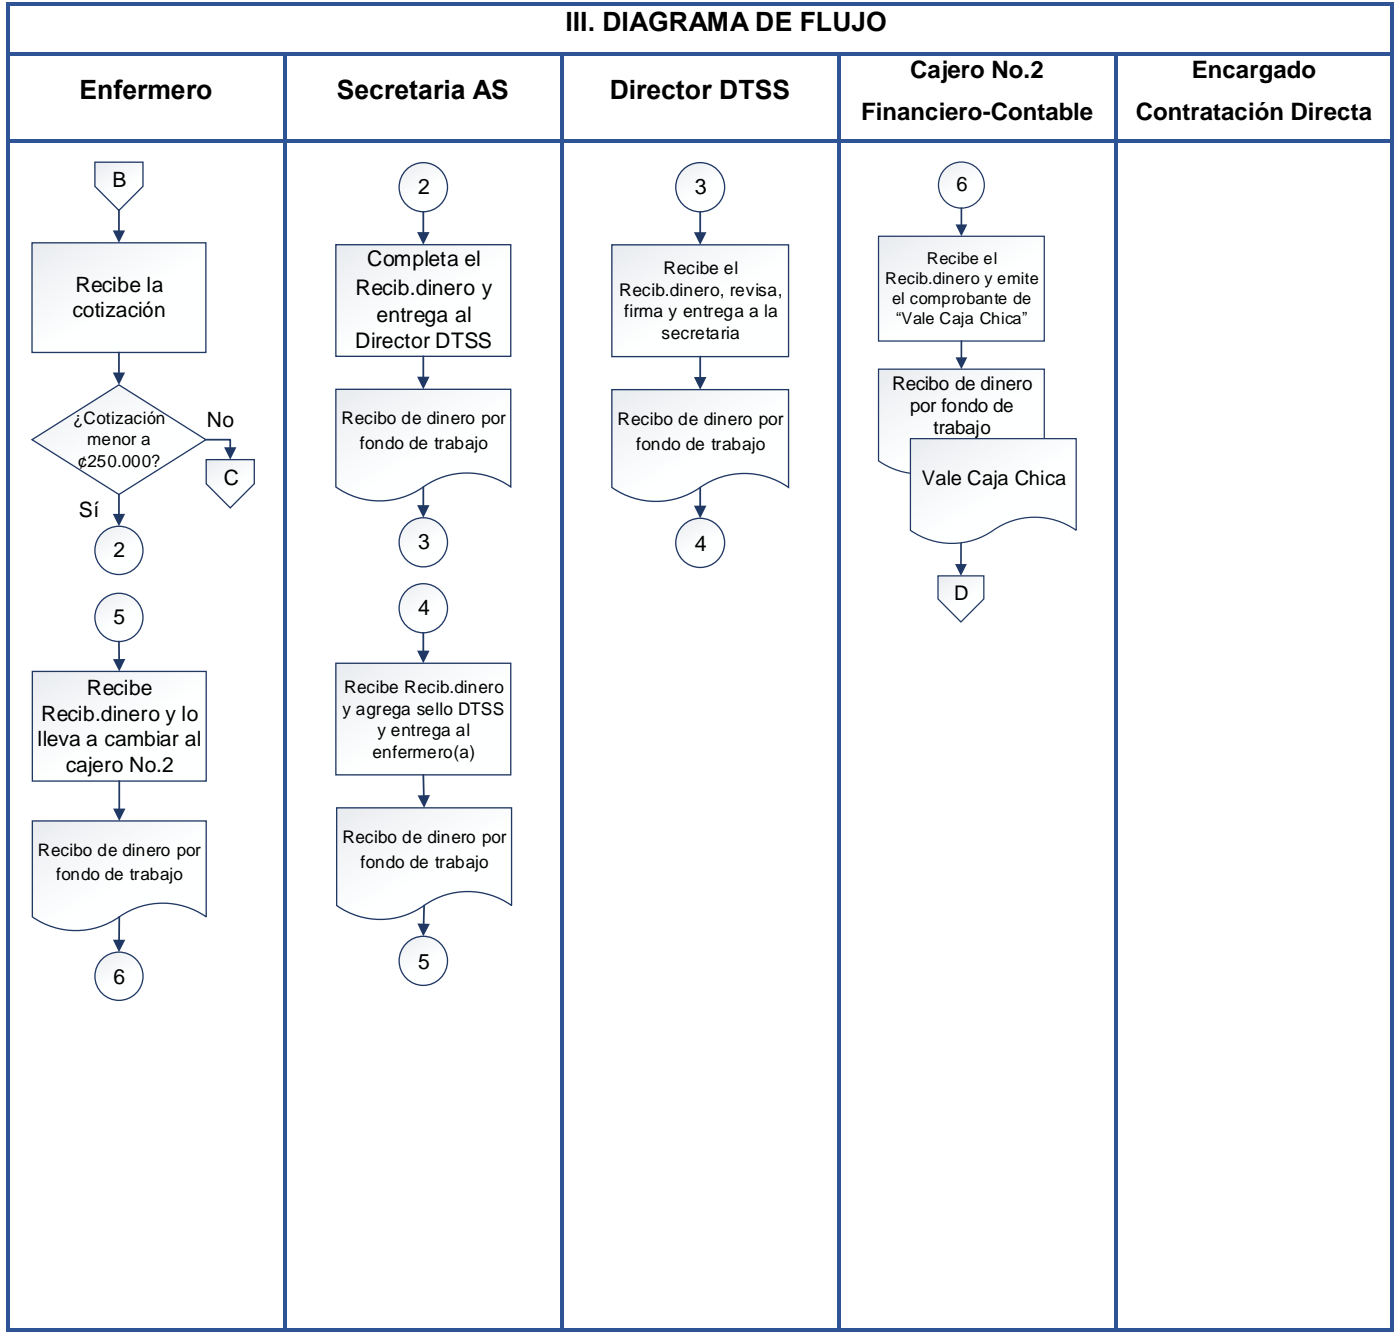 III. DIAGRAMA DE FLUJO
Enfermero
Secretaria AS
Director DTSS
Cajero No.2
Financiero-Contable
Encargado
Contratación Directa
B
Recibe la
cotización
¿Cotización
menor a
¢250.000?
No
C
Sí
2
5
Recibe
Recib.dinero y lo
lleva a cambiar al
cajero No.2
Recibo de dinero por
fondo de trabajo
6
2
Completa el
Recib.dinero y
entrega al
Director DTSS
Recibo de dinero por
fondo de trabajo
3
4
Recibe Recib.dinero
y agrega sello DTSS
y entrega al
enfermero(a)
Recibo de dinero por
fondo de trabajo
5
3
Recibe el
Recib.dinero, revisa,
firma y entrega a la
secretaria
Recibo de dinero por
fondo de trabajo
4
6
Recibe el
Recib.dinero y emite
el comprobante de
“Vale Caja Chica”
Recibo de dinero
por fondo de
trabajo
Vale Caja Chica
D